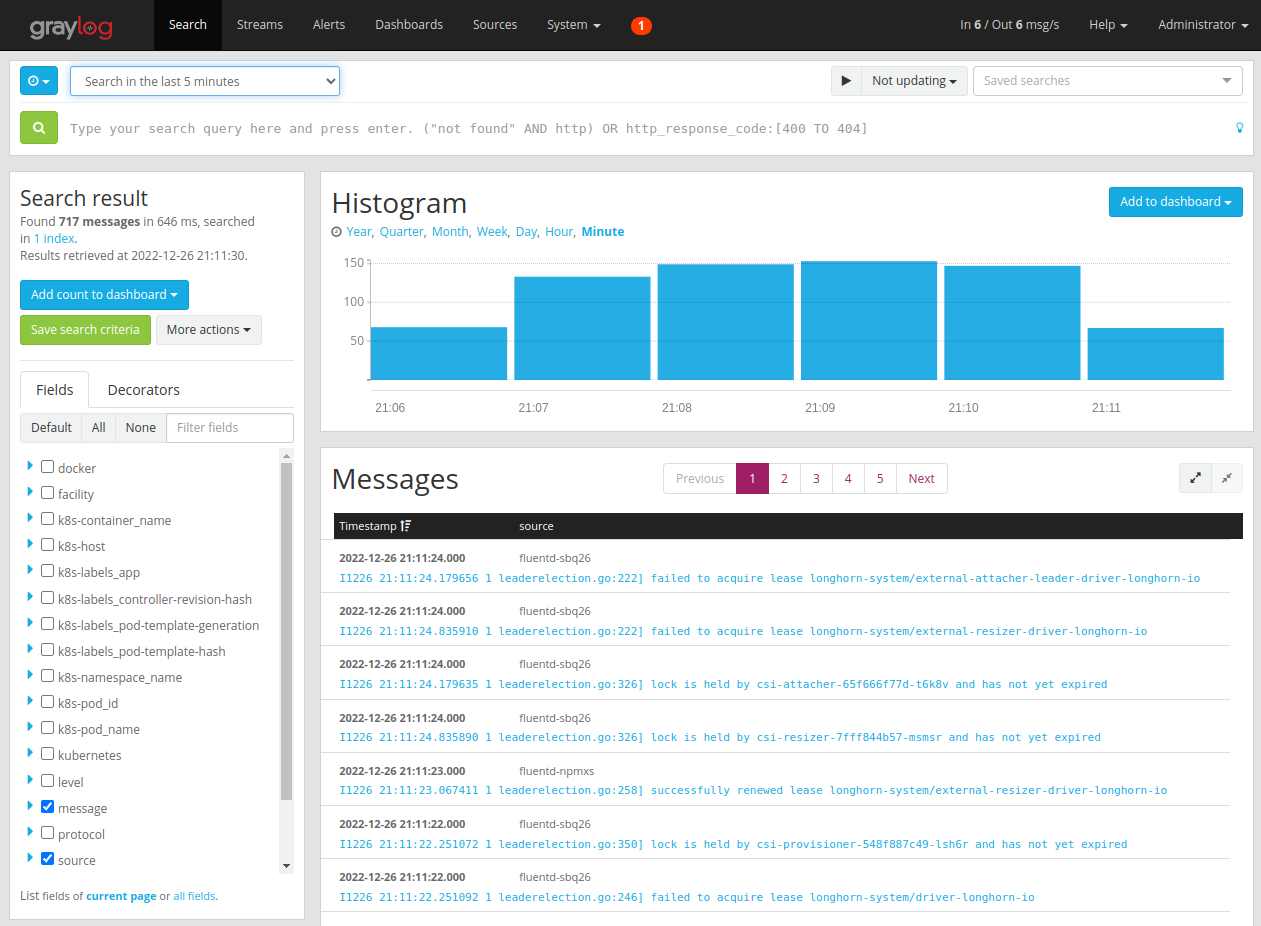 graylog Search Streams Alerts Dashboards Sources System 1 In 6 / Out 6 msg/s Help Administrator
Search in the last 5 minutes Not updating Saved searches
Type your search query here and press enter. ("not found" AND http) OR http_response_code:[400 TO 404]
Search result
Found 717 messages in 646 ms, searched
in 1 index.
Results retrieved at 2022-12-26 21:11:30.
Add count to dashboard
Save search criteria More actions
Fields Decorators
Default All None Filter fields
docker
facility
k8s-container_name
k8s-host
k8s-labels_app
k8s-labels_controller-revision-hash
k8s-labels_pod-template-generation
k8s-labels_pod-template-hash
k8s-namespace_name
k8s-pod_id
k8s-pod_name
kubernetes
level
message
protocol
source
List fields of current page or all fields.
Histogram
Add to dashboard
Year, Quarter, Month, Week, Day, Hour, Minute
150
100
50
21:06 21:07 21:08 21:09 21:10 21:11
Messages
Previous 1 2 3 4 5 Next
Timestamp source
2022-12-26 21:11:24.000 fluentd-sbq26
I1226 21:11:24.179656 1 leaderelection.go:222] failed to acquire lease longhorn-system/external-attacher-leader-driver-longhorn-io
2022-12-26 21:11:24.000 fluentd-sbq26
I1226 21:11:24.835910 1 leaderelection.go:222] failed to acquire lease longhorn-system/external-resizer-driver-longhorn-io
2022-12-26 21:11:24.000 fluentd-sbq26
I1226 21:11:24.179635 1 leaderelection.go:326] lock is held by csi-attacher-65f666f77d-t6k8v and has not yet expired
2022-12-26 21:11:24.000 fluentd-sbq26
I1226 21:11:24.835890 1 leaderelection.go:326] lock is held by csi-resizer-7fff844b57-msmsr and has not yet expired
2022-12-26 21:11:23.000 fluentd-npmxs
I1226 21:11:23.067411 1 leaderelection.go:258] successfully renewed lease longhorn-system/external-resizer-driver-longhorn-io
2022-12-26 21:11:22.000 fluentd-sbq26
I1226 21:11:22.251072 1 leaderelection.go:350] lock is held by csi-provisioner-548f887c49-lsh6r and has not yet expired
2022-12-26 21:11:22.000 fluentd-sbq26
I1226 21:11:22.251092 1 leaderelection.go:246] failed to acquire lease longhorn-system/driver-longhorn-io